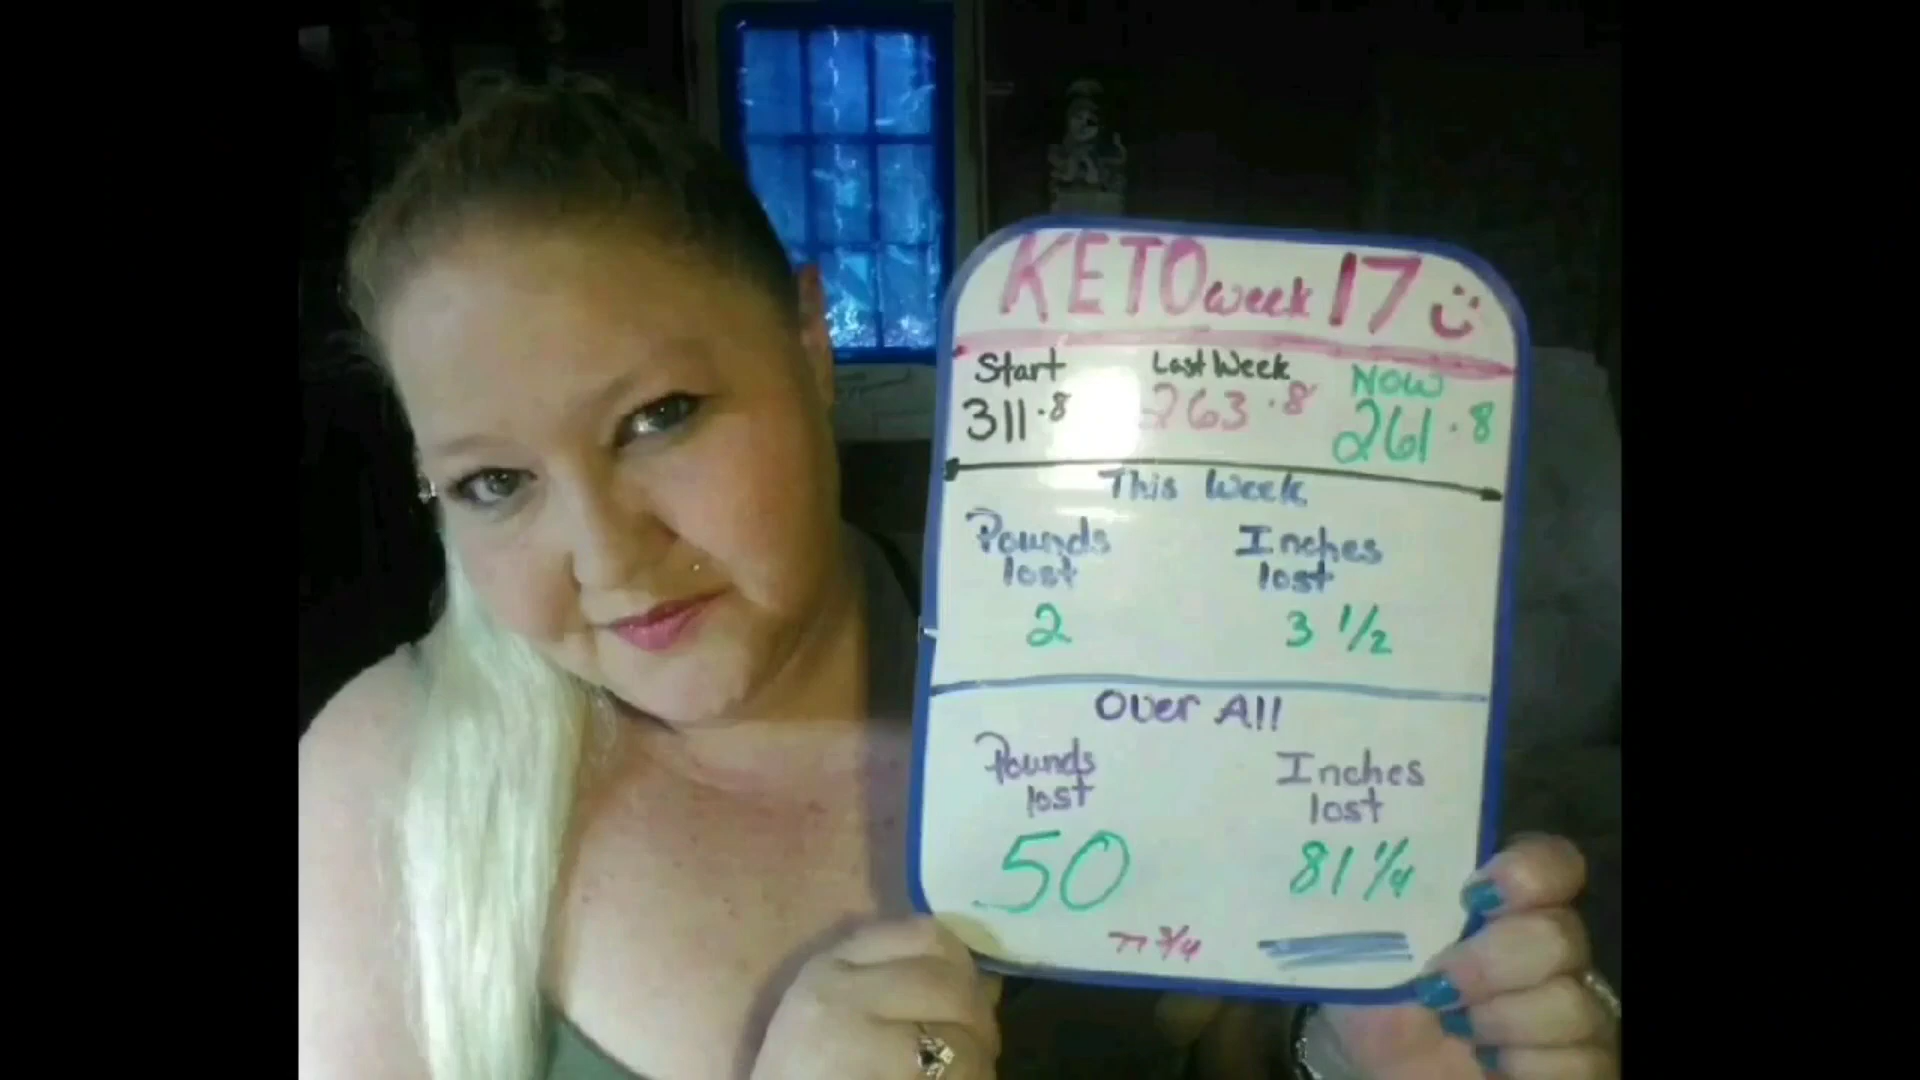 KETO week 17 :)
Start Last Week NOW
311.8 263.8 261.8
This Week
Pounds lost Inches lost
2 3 1/2
Over All
Pounds lost Inches lost
50 81 1/4
77 3/4